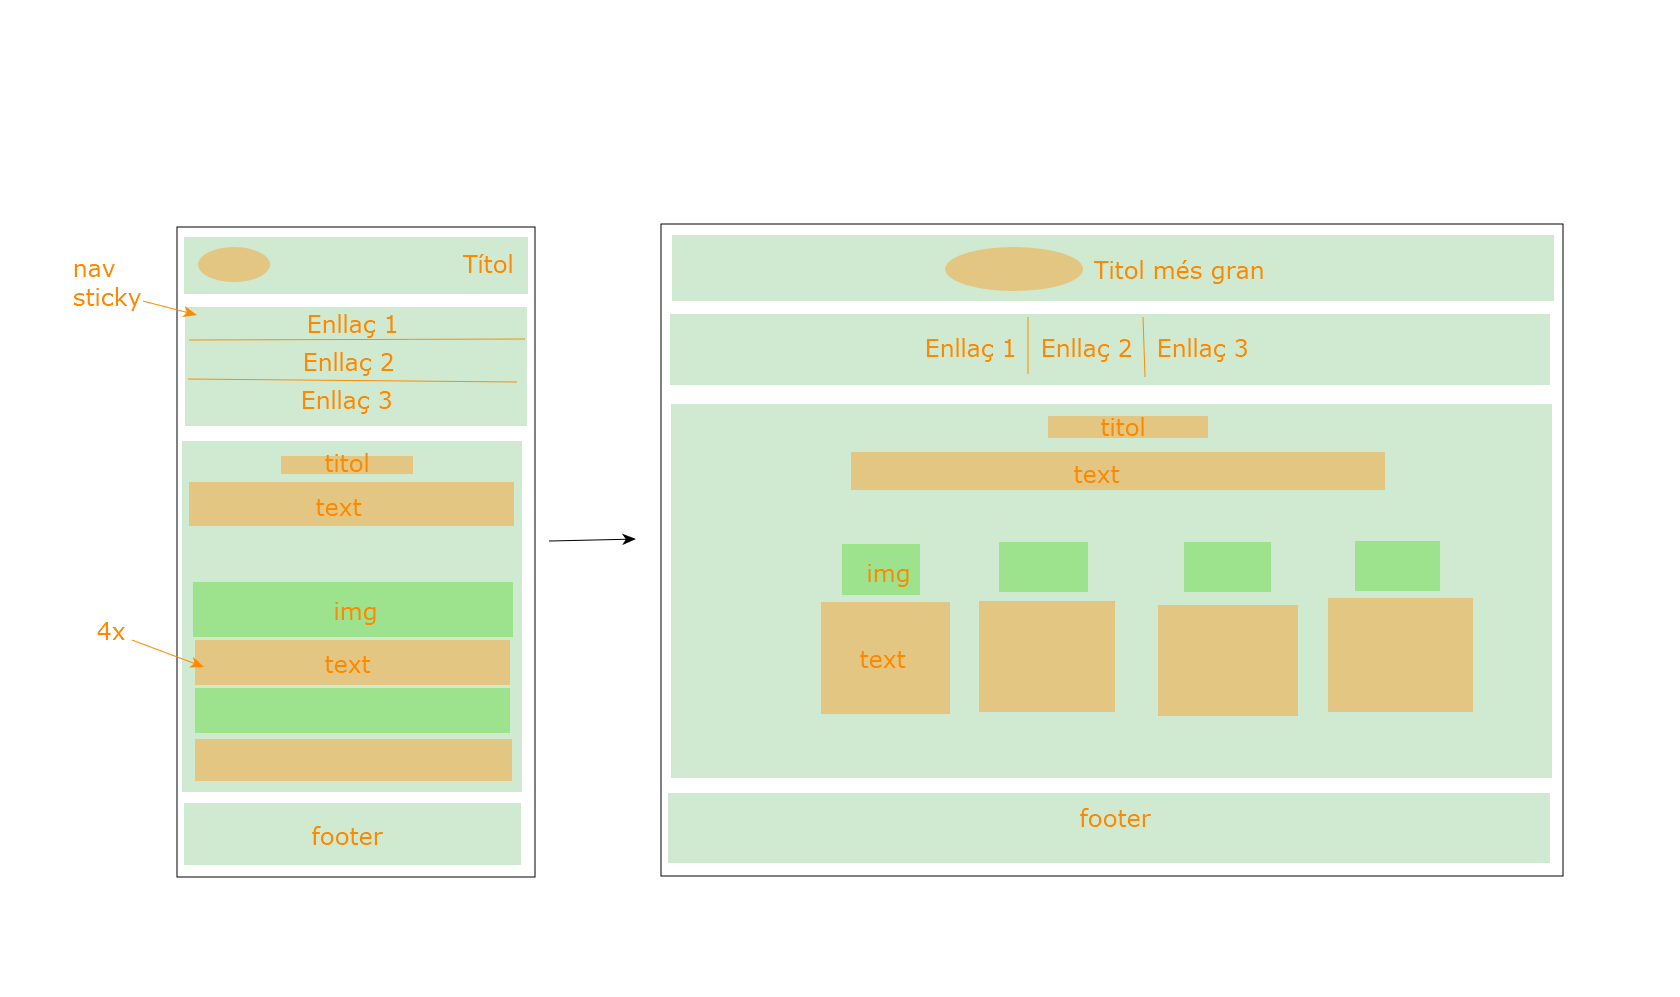 nav
sticky
Títol
Enllaç 1
Enllaç 2
Enllaç 3
titol
text
img
4x
text
footer
Titol més gran
Enllaç 1
Enllaç 2
Enllaç 3
titol
text
img
text
footer